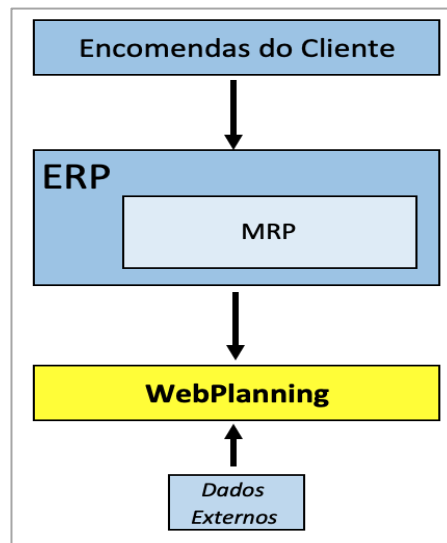 Encomendas do Cliente
ERP
MRP
WebPlanning
Dados
Externos